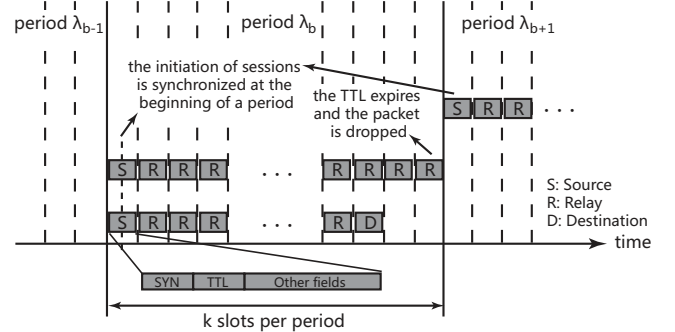 period λb-1
period λb
period λb+1
the initiation of sessions
is synchronized at the
beginning of a period
the TTL expires
and the packet
is dropped
S R R . . .
S R R R . . . R R R R
S: Source
R: Relay
D: Destination
S R R R . . . R D
time
SYN TTL Other fields
k slots per period